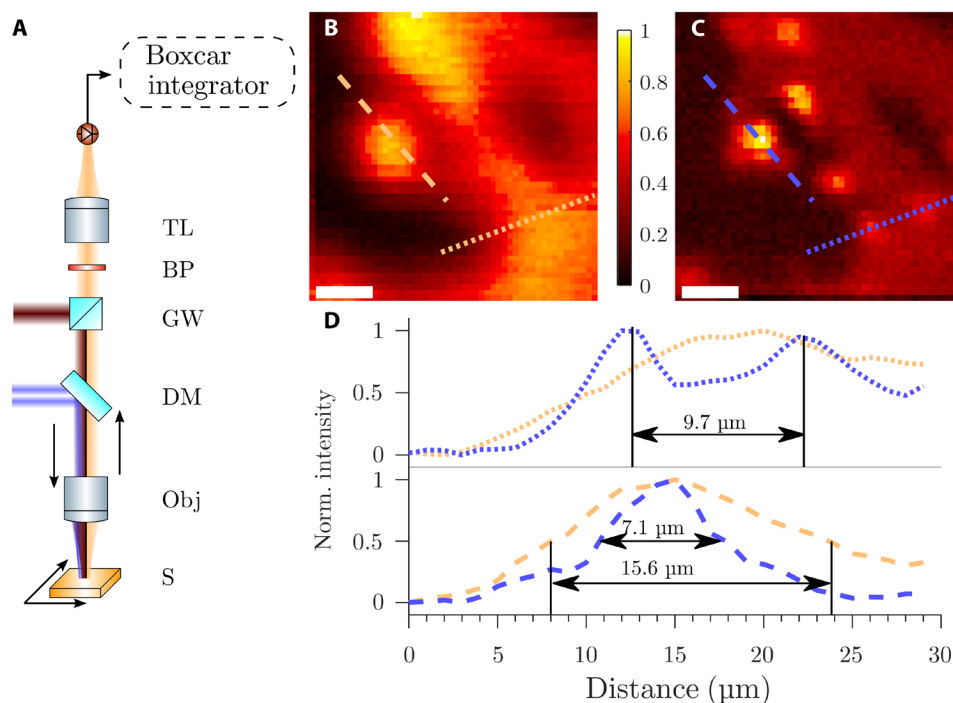 A
Boxcar
integrator
TL
BP
GW
DM
Obj
S
B
1
0.8
0.6
0.4
0.2
0
C
D
Norm. intensity
1
0.5
0
9.7 µm
1
0.5
0
7.1 µm
15.6 µm
0 5 10 15 20 25 30
Distance (µm)